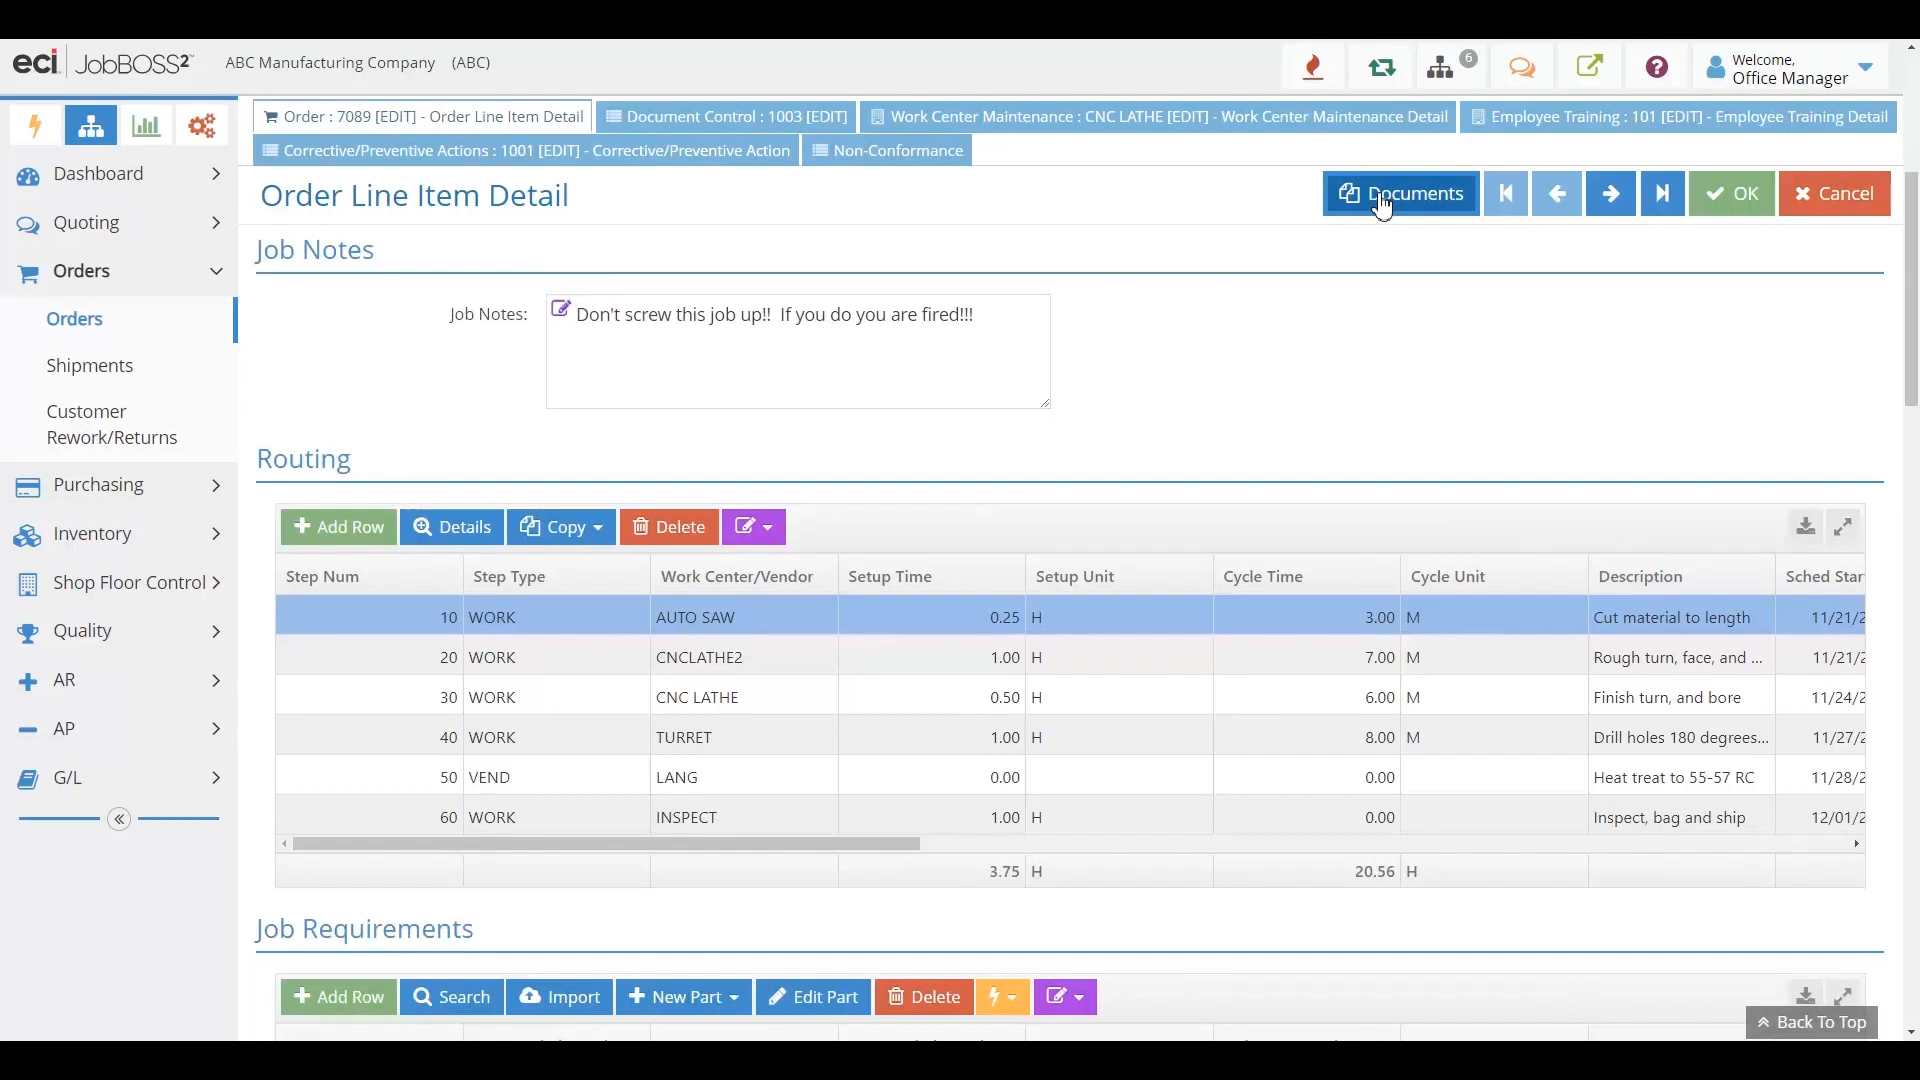 eci JobBOSS²™ ABC Manufacturing Company (ABC) 6 Welcome,
Office Manager
Order : 7089 [EDIT] - Order Line Item Detail Document Control : 1003 [EDIT] Work Center Maintenance : CNC LATHE [EDIT] - Work Center Maintenance Detail Employee Training : 101 [EDIT] - Employee Training Detail
Corrective/Preventive Actions : 1001 [EDIT] - Corrective/Preventive Action Non-Conformance
Dashboard
Quoting
Orders
Orders
Shipments
Customer
Rework/Returns
Purchasing
Inventory
Shop Floor Control
Quality
AR
AP
G/L
Order Line Item Detail Documents OK Cancel
Job Notes
Job Notes: Don't screw this job up!! If you do you are fired!!!
Routing
Add Row Details Copy Delete
Step Num Step Type Work Center/Vendor Setup Time Setup Unit Cycle Time Cycle Unit Description Sched Star
10 WORK AUTO SAW 0.25 H 3.00 M Cut material to length 11/21/2
20 WORK CNCLATHE2 1.00 H 7.00 M Rough turn, face, and ... 11/21/2
30 WORK CNC LATHE 0.50 H 6.00 M Finish turn, and bore 11/24/2
40 WORK TURRET 1.00 H 8.00 M Drill holes 180 degrees... 11/27/2
50 VEND LANG 0.00 0.00 Heat treat to 55-57 RC 11/28/2
60 WORK INSPECT 1.00 H 0.00 Inspect, bag and ship 12/01/2
3.75 H 20.56 H
Job Requirements
Add Row Search Import New Part Edit Part Delete
Back To Top